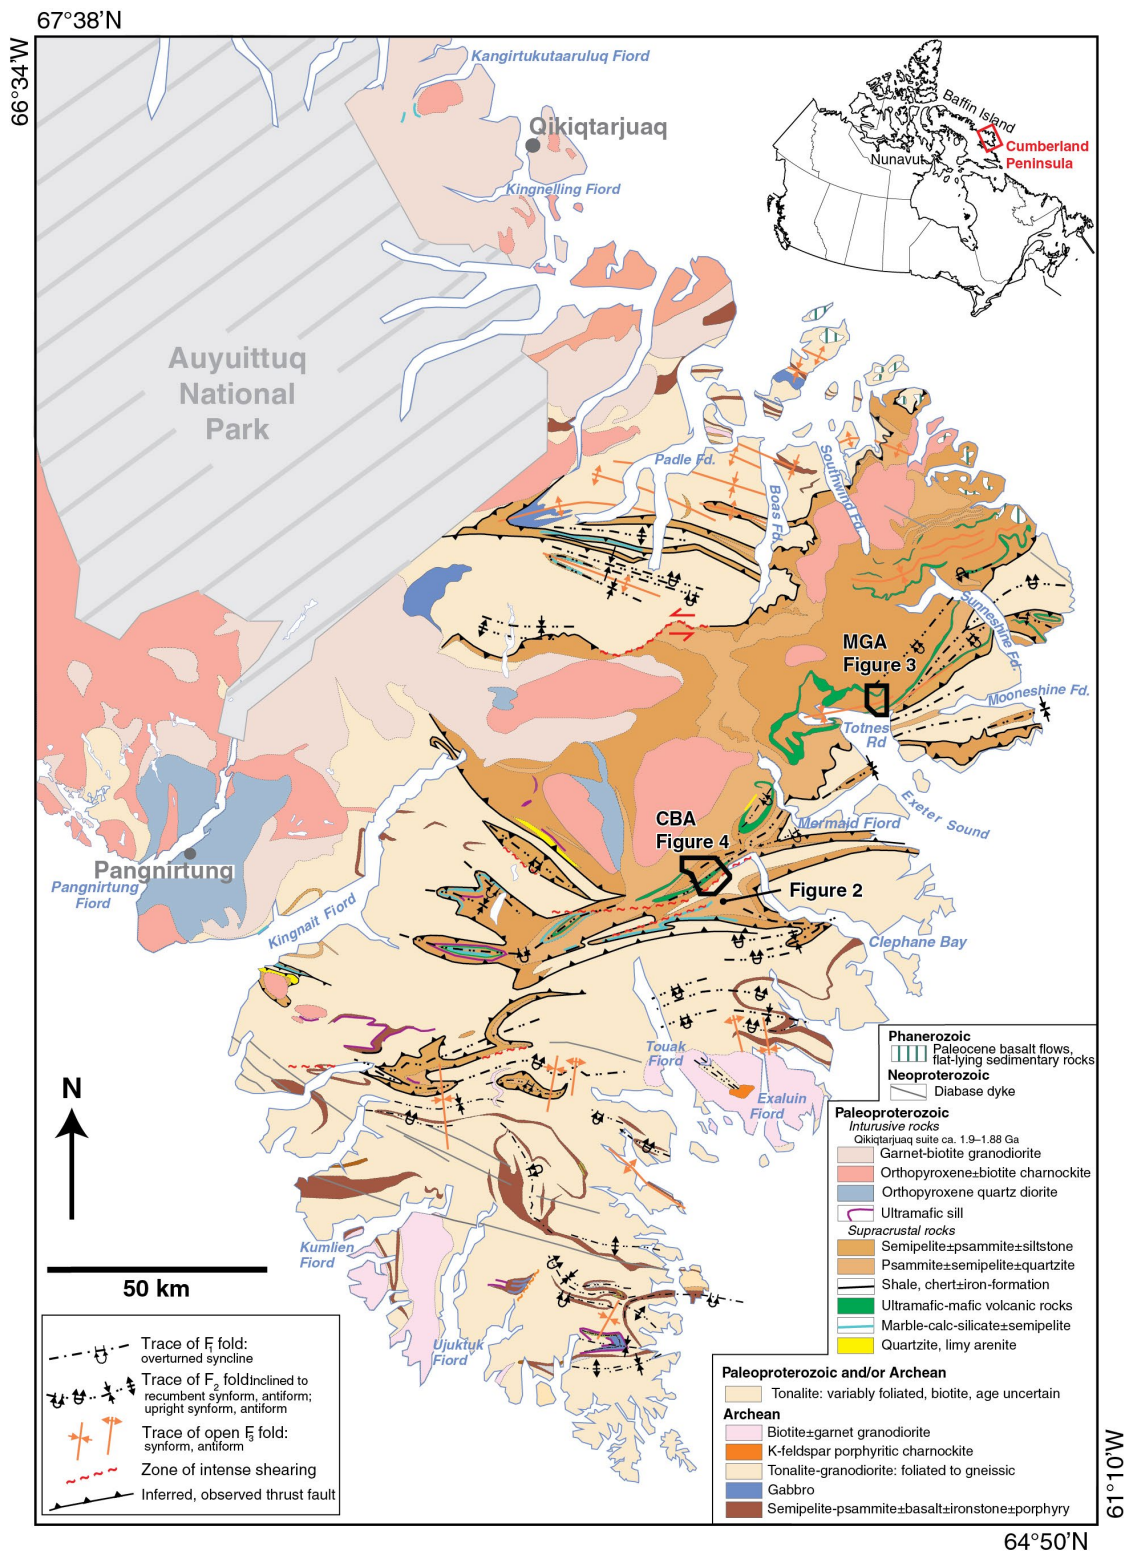 67°38’N
66°34’W
Kangirtukutaaruluq Fiord
Qikiqtarjuaq
Kingnelling Fiord
Baffin Island
Nunavut
Cumberland
Peninsula
Auyuittuq
National
Park
Padle Fd.
Boas Fd.
Southwind Fd.
Sunneshine Fd.
MGA
Figure 3
Mooneshine Fd.
Totnes
Rd
Exeter Sound
Mermaid Fiord
CBA
Figure 4
Figure 2
Pangnirtung
Pangnirtung
Fiord
Kingnait Fiord
Clephane Bay
Touak
Fiord
Exaluin
Fiord
Kumlien
Fiord
Ujuktuk
Fiord
N
50 km
Trace of F1 fold:
overturned syncline
Trace of F2 fold Inclined to
recumbent synform, antiform;
upright synform, antiform
Trace of open F3 fold:
synform, antiform
Zone of intense shearing
Inferred, observed thrust fault
Phanerozoic
Paleocene basalt flows,
flat-lying sedimentary rocks
Neoproterozoic
Diabase dyke
Paleoproterozoic
Inturusive rocks
Qikiqtarjuaq suite ca. 1.9–1.88 Ga
Garnet-biotite granodiorite
Orthopyroxene±biotite charnockite
Orthopyroxene quartz diorite
Ultramafic sill
Supracrustal rocks
Semipelite±psammite±siltstone
Psammite±semipelite±quartzite
Shale, chert±iron-formation
Ultramafic-mafic volcanic rocks
Marble-calc-silicate±semipelite
Quartzite, limy arenite
Paleoproterozoic and/or Archean
Tonalite: variably foliated, biotite, age uncertain
Archean
Biotite±garnet granodiorite
K-feldspar porphyritic charnockite
Tonalite-granodiorite: foliated to gneissic
Gabbro
Semipelite-psammite±basalt±ironstone±porphyry
61°10’W
64°50’N